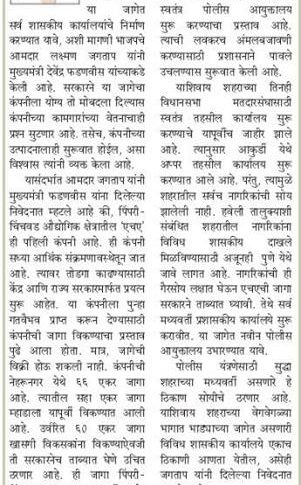 या जागेत
सर्व शासकीय कार्यालयांचे निर्माण
करण्यात यावे, अशी मागणी भाजपचे
आमदार लक्ष्मण जगताप यांनी
मुख्यमंत्री देवेंद्र फडणवीस यांच्याकडे
केली आहे. सरकारने या जागेचा
कंपनीला योग्य तो मोबदला दिल्यास
कंपनीच्या कामगारांच्या वेतनाचाही
प्रश्न सुटणार आहे. तसेच, कंपनीच्या
उत्पादनालाही सुरूवात होईल, असा
विश्वास त्यांनी व्यक्त केला आहे.
यासंदर्भात आमदार जगताप यांनी
मुख्यमंत्री फडणवीस यांना दिलेल्या
निवेदनात म्हटले आहे की, पिंपरी-
चिंचवड औद्योगिक क्षेत्रातील 'एचए'
ही पहिली कंपनी आहे. ही कंपनी
सध्या आर्थिक संक्रमणावस्थेतून जात
आहे. त्यावर तोडगा काढण्यासाठी
केंद्र आणि राज्य सरकारमार्फत प्रयत्न
सुरू आहेत. या कंपनीला पुन्हा
गतवैभव प्राप्त करून देण्यासाठी
कंपनीची जागा विकण्याचा प्रस्ताव
पुढे आला होता. मात्र, जागेची
विक्री होऊ शकली नाही. कंपनीची
नेहरूनगर येथे ६६ एकर जागा
आहे. त्यातील सहा एकर जागा
म्हाडाला यापूर्वी विकण्यात आली
आहे. उर्वरित ६० एकर जागा
खासगी विकसकांना विकण्याऐवजी
ती सरकारनेच ताब्यात घेणे उचित
ठरणार आहे. ही जागा पिंपरी-
स्वतंत्र पोलीस आयुक्तालय
सुरू करण्याचा प्रस्ताव आहे.
त्याची लवकरच अंमलबजावणी
करण्यासाठी प्रशासनाने पावले
उचलण्यास सुरूवात केली आहे.
याशिवाय शहराच्या तिनही
विधानसभा मतदारसंघासाठी
स्वतंत्र तहसील कार्यालय सुरू
करण्याचे यापूर्वीच जाहीर झाले
आहे. त्यानुसार आकुर्डी येथे
अप्पर तहसील कार्यालय सुरू
करण्यात आले आहे. परंतु, त्यामुळे
शहरातील सर्वच नागरिकांची सोय
झालेली नाही. हवेली तालुक्याशी
संबंधित शहरातील नागरिकांना
विविध शासकीय दाखले
मिळविण्यासाठी अजूनही पुणे येथे
जावे लागत आहे. नागरिकांची ही
गैरसोय लक्षात घेऊन एचएची जागा
सरकारने ताब्यात घ्यावी. तेथे सर्व
मध्यवर्ती प्रशासकीय कार्यालये सुरू
करावीत. या जागेत नवीन पोलीस
आयुक्तालय उभारण्यात यावे.
पोलीस यंत्रणेसाठी सुद्धा
शहराच्या मध्यवर्ती असणारे हे
ठिकाण सोयीचे ठरणार आहे.
याशिवाय शहराच्या वेगवेगळ्या
भागात भाड्याच्या जागेत असणारी
विविध शासकीय कार्यालये एकाच
ठिकाणी आणता येतील, असेही
जगताप यांनी दिलेल्या निवेदनात